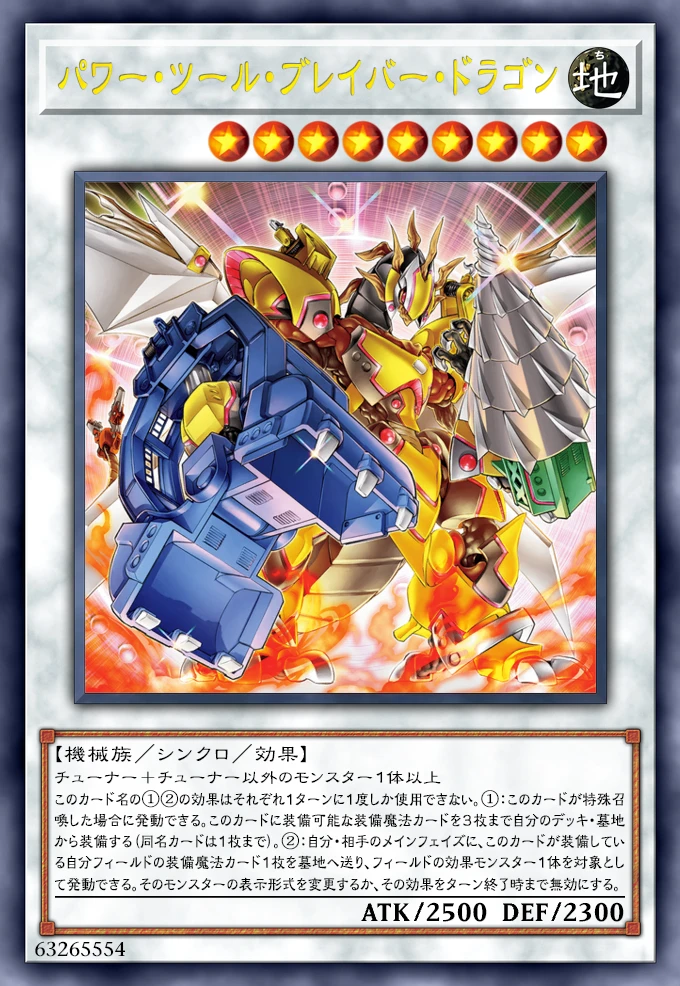 パワー・ツール・ブレイバー・ドラゴン
ち
地
【機械族／シンクロ／効果】
チューナー＋チューナー以外のモンスター1体以上
このカード名の①②の効果はそれぞれ1ターンに1度しか使用できない。①：このカードが特殊召
喚した場合に発動できる。このカードに装備可能な装備魔法カードを3枚まで自分のデッキ・墓地
から装備する(同名カードは1枚まで)。②：自分・相手のメインフェイズに、このカードが装備してい
る自分フィールドの装備魔法カード1枚を墓地へ送り、フィールドの効果モンスター1体を対象とし
て発動できる。そのモンスターの表示形式を変更するか、その効果をターン終了時まで無効にする。
ATK/2500 DEF/2300
63265554